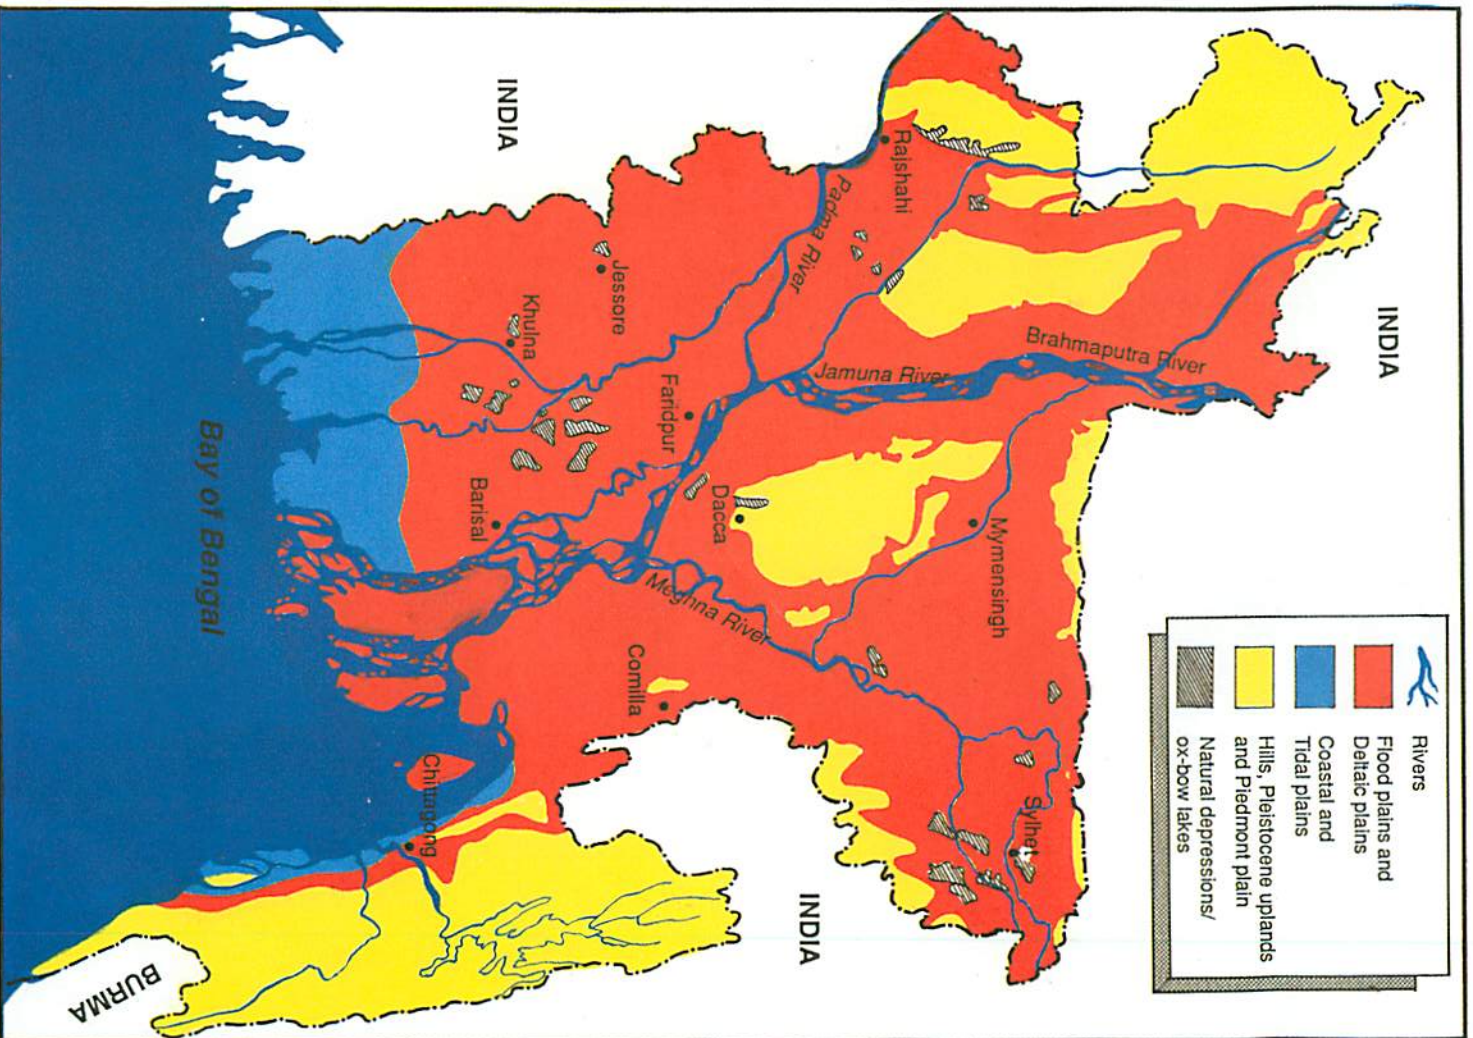 INDIA
Rivers
Flood plains and
Deltaic plains
Coastal and
Tidal plains
Hills, Pleistocene uplands
and Piedmont plain
Natural depressions/
ox-bow lakes
Brahmaputra River
Rajshahi
Padma River
Jamuna River
Mymensingh
Sylhet
INDIA
Jessore
Khulna
Faridpur
Dacca
Meghna River
INDIA
Barisal
Comilla
Chittagong
Bay of Bengal
BURMA